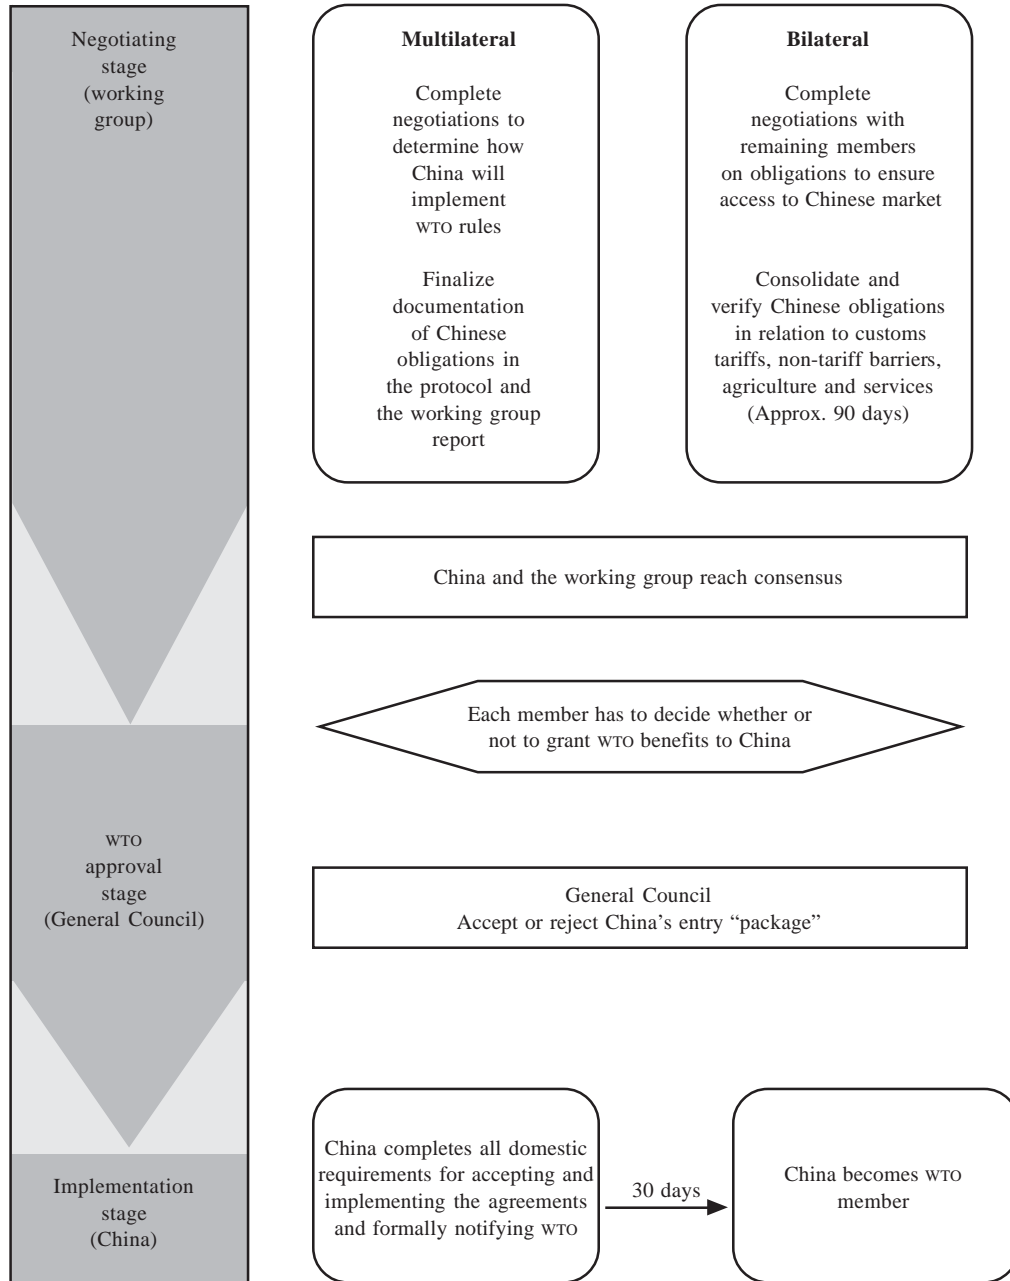 Negotiating
stage
(working
group)
Multilateral
Complete
negotiations to
determine how
China will
implement
WTO rules
Finalize
documentation
of Chinese
obligations in
the protocol and
the working group
report
Bilateral
Complete
negotiations with
remaining members
on obligations to ensure
access to Chinese market
Consolidate and
verify Chinese obligations
in relation to customs
tariffs, non-tariff barriers,
agriculture and services
(Approx. 90 days)
China and the working group reach consensus
Each member has to decide whether or
not to grant WTO benefits to China
WTO
approval
stage
(General Council)
General Council
Accept or reject China’s entry “package”
Implementation
stage
(China)
China completes all domestic
requirements for accepting and
implementing the agreements
and formally notifying WTO
30 days
China becomes WTO
member